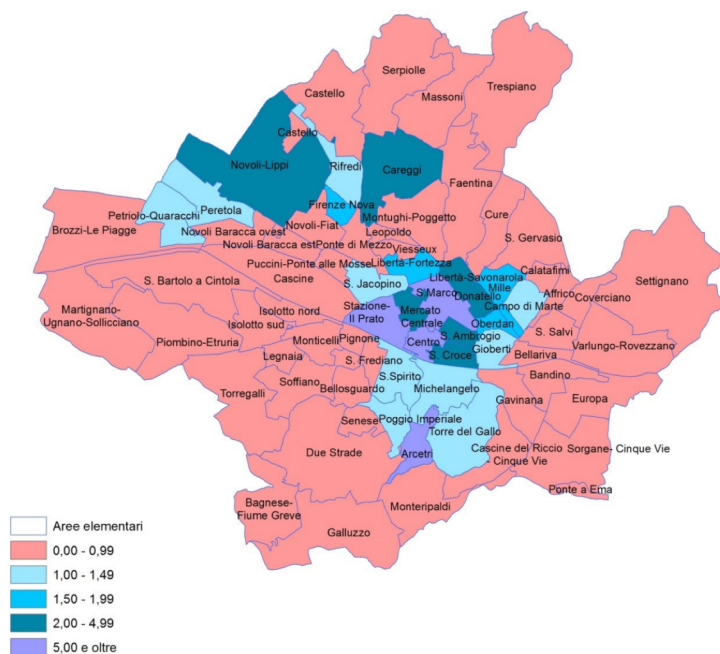 Serpiolle
Trespiano
Castello
Massoni
Castello
Novoli-Lippi
Rifredi
Careggi
Faentina
Firenze Nova
Petriolo-Quaracchi
Peretola
Montughi-Poggetto
Cure
Brozzi-Le Piagge
Novoli-Fiat
Leopoldo
Novoli Baracca ovest
S. Gervasio
Novoli Baracca est
Ponte di Mezzo
Viesseux
Puccini-Ponte alle Mosse
Libertà-Fortezza
Calatafimi
Settignano
S. Bartolo a Cintola
Cascine
S. Jacopino
Libertà-Savonarola
Mille
Affrico
Coverciano
S.Marco
Donatello
Campo di Marte
Martignano-
Ugnano-Sollicciano
Isolotto nord
Stazione-
Il Prato
Mercato
Centrale
Oberdan
S. Salvi
Isolotto sud
Piombino-Etruria
Monticelli
Pignone
Centro
S. Ambrogio
Gioberti
Varlungo-Rovezzano
Legnaia
S. Frediano
S. Croce
Bellariva
Soffiano
S.Spirito
Bandino
Torregalli
Bellosguardo
Michelangelo
Gavinana
Europa
Senese
Poggio Imperiale
Torre del Gallo
Due Strade
Arcetri
Cascine del Riccio
- Cinque Vie
Sorgane- Cinque Vie
Ponte a Ema
Bagnese-
Fiume Greve
Monteripaldi
Galluzzo
Aree elementari
0,00 - 0,99
1,00 - 1,49
1,50 - 1,99
2,00 - 4,99
5,00 e oltre